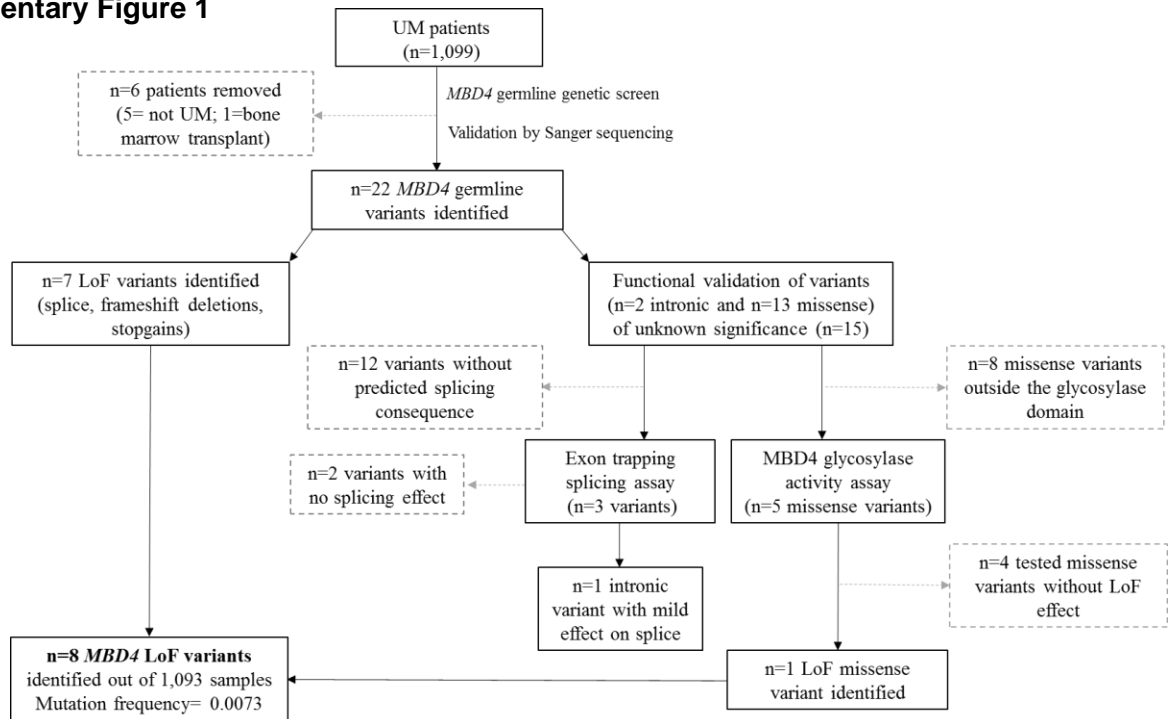 entary Figure 1
UM patients
(n=1,099)
n=6 patients removed
(5= not UM; 1=bone
marrow transplant)
MBD4 germline genetic screen
Validation by Sanger sequencing
n=22 MBD4 germline
variants identified
n=7 LoF variants identified
(splice, frameshift deletions,
stopgains)
Functional validation of variants
(n=2 intronic and n=13 missense)
of unknown significance (n=15)
n=12 variants without
predicted splicing
consequence
n=8 missense variants
outside the glycosylase
domain
n=2 variants with
no splicing effect
Exon trapping
splicing assay
(n=3 variants)
MBD4 glycosylase
activity assay
(n=5 missense variants)
n=4 tested missense
variants without LoF
effect
n=1 intronic
variant with mild
effect on splice
n=8 MBD4 LoF variants
identified out of 1,093 samples
Mutation frequency= 0.0073
n=1 LoF missense
variant identified